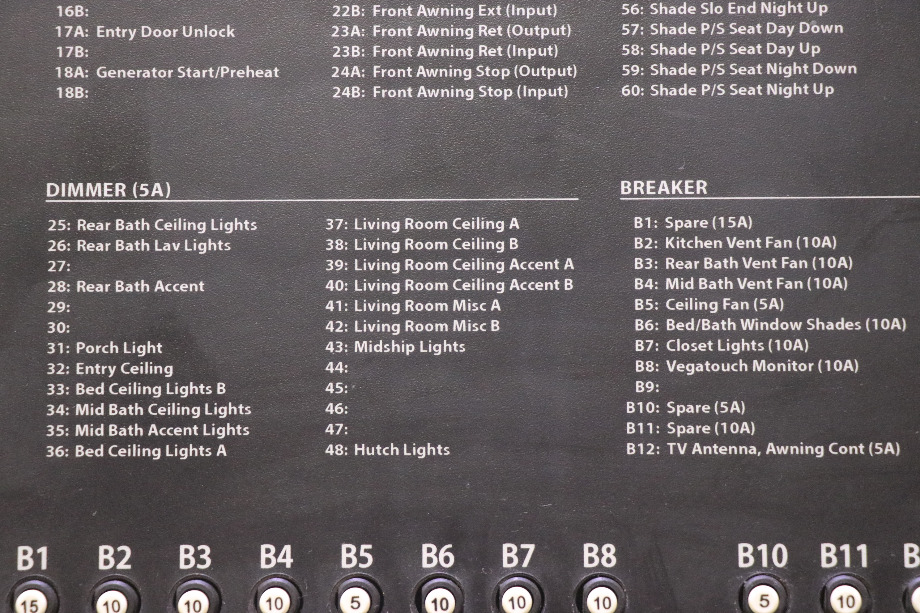 16B:
17A: Entry Door Unlock
17B:
18A: Generator Start/Preheat
18B:
22B: Front Awning Ext (Input)
23A: Front Awning Ret (Output)
23B: Front Awning Ret (Input)
24A: Front Awning Stop (Output)
24B: Front Awning Stop (Input)
56: Shade Slo End Night Up
57: Shade P/S Seat Day Down
58: Shade P/S Seat Day Up
59: Shade P/S Seat Night Down
60: Shade P/S Seat Night Up
DIMMER (5A)
25: Rear Bath Ceiling Lights
26: Rear Bath Lav Lights
27:
28: Rear Bath Accent
29:
30:
31: Porch Light
32: Entry Ceiling
33: Bed Ceiling Lights B
34: Mid Bath Ceiling Lights
35: Mid Bath Accent Lights
36: Bed Ceiling Lights A
37: Living Room Ceiling A
38: Living Room Ceiling B
39: Living Room Ceiling Accent A
40: Living Room Ceiling Accent B
41: Living Room Misc A
42: Living Room Misc B
43: Midship Lights
44:
45:
46:
47:
48: Hutch Lights
BREAKER
B1: Spare (15A)
B2: Kitchen Vent Fan (10A)
B3: Rear Bath Vent Fan (10A)
B4: Mid Bath Vent Fan (10A)
B5: Ceiling Fan (5A)
B6: Bed/Bath Window Shades (10A)
B7: Closet Lights (10A)
B8: Vegatouch Monitor (10A)
B9:
B10: Spare (5A)
B11: Spare (10A)
B12: TV Antenna, Awning Cont (5A)
B1 B2 B3 B4 B5 B6 B7 B8 B10 B11
15 10 10 10 5 10 10 10 5 10